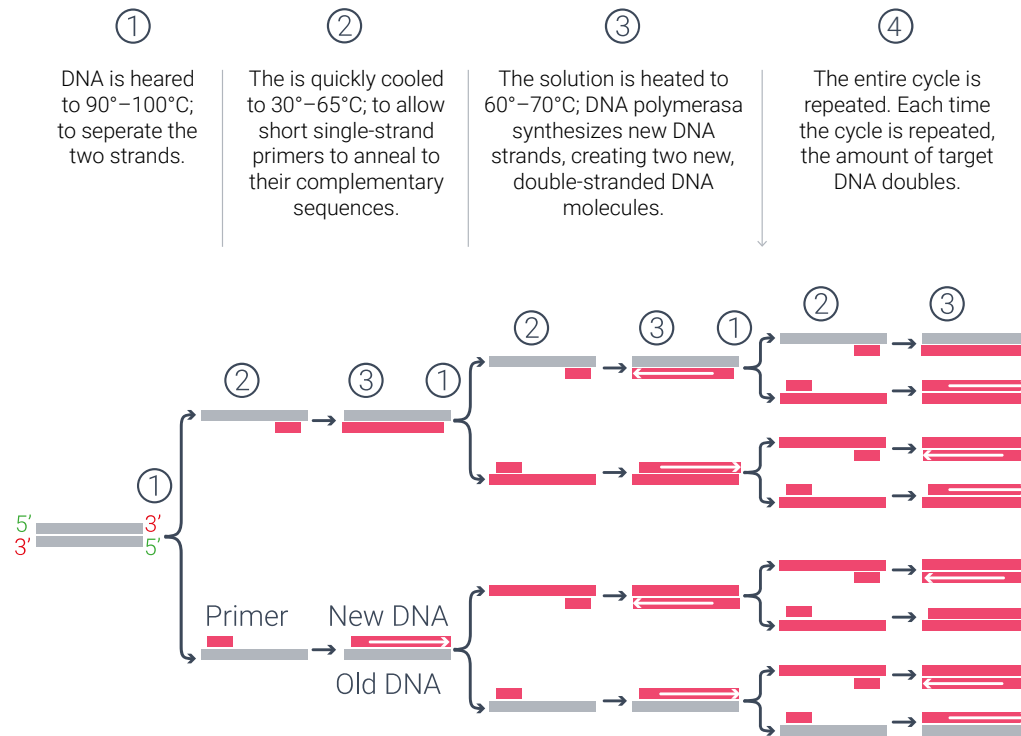 ①
DNA is heared
to 90°–100°C;
to seperate the
two strands.
②
The is quickly cooled
to 30°–65°C; to allow
short single-strand
primers to anneal to
their complementary
sequences.
③
The solution is heated to
60°–70°C; DNA polymerasa
synthesizes new DNA
strands, creating two new,
double-stranded DNA
molecules.
④
The entire cycle is
repeated. Each time
the cycle is repeated,
the amount of target
DNA doubles.
② ③
② ③ ①
② ③ ①
①
5’ 3’
3’ 5’
Primer New DNA
Old DNA